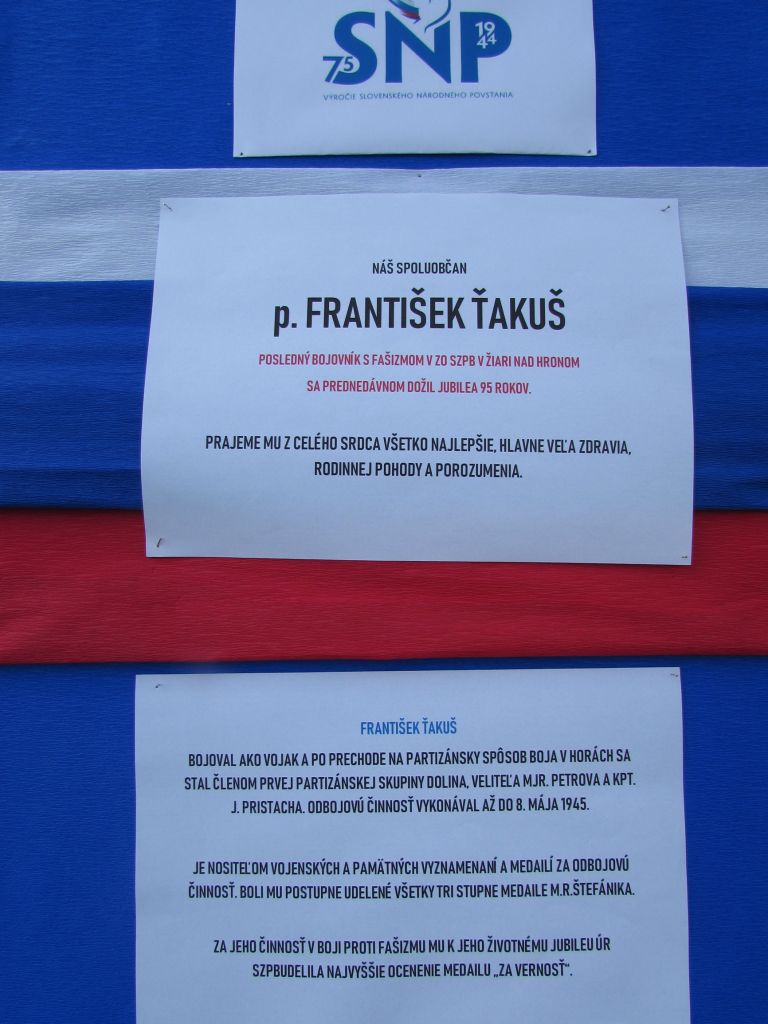 75 SNP 1944
VÝROČIE SLOVENSKÉHO NÁRODNÉHO POVSTANIA
NÁŠ SPOLUOBČAN
p. FRANTIŠEK ŤAKUŠ
POSLEDNÝ BOJOVNÍK S FAŠIZMOM V ZO SZPB V ŽIARI NAD HRONOM
SA PREDNEDÁVNOM DOŽIL JUBILEA 95 ROKOV.
PRAJEME MU Z CELÉHO SRDCA VŠETKO NAJLEPŠIE, HLAVNE VEĽA ZDRAVIA,
RODINNEJ POHODY A POROZUMENIA.
FRANTIŠEK ŤAKUŠ
BOJOVAL AKO VOJAK A PO PRECHODE NA PARTIZÁNSKY SPÔSOB BOJA V HORÁCH SA
STAL ČLENOM PRVEJ PARTIZÁNSKEJ SKUPINY DOLINA, VELITEĽA MJR. PETROVA A KPT.
J. PRISTACHA. ODBOJOVÚ ČINNOSŤ VYKONÁVAL AŽ DO 8. MÁJA 1945.
JE NOSITEĽOM VOJENSKÝCH A PAMÄTNÝCH VYZNAMENANÍ A MEDAILÍ ZA ODBOJOVÚ
ČINNOSŤ. BOLI MU POSTUPNE UDELENÉ VŠETKY TRI STUPNE MEDAILE M.R.ŠTEFÁNIKA.
ZA JEHO ČINNOSŤ V BOJI PROTI FAŠIZMU MU K JEHO ŽIVOTNÉMU JUBILEU ÚR
SZPBUDELILA NAJVYŠŠIE OCENENIE MEDAILU „ZA VERNOSŤ“.